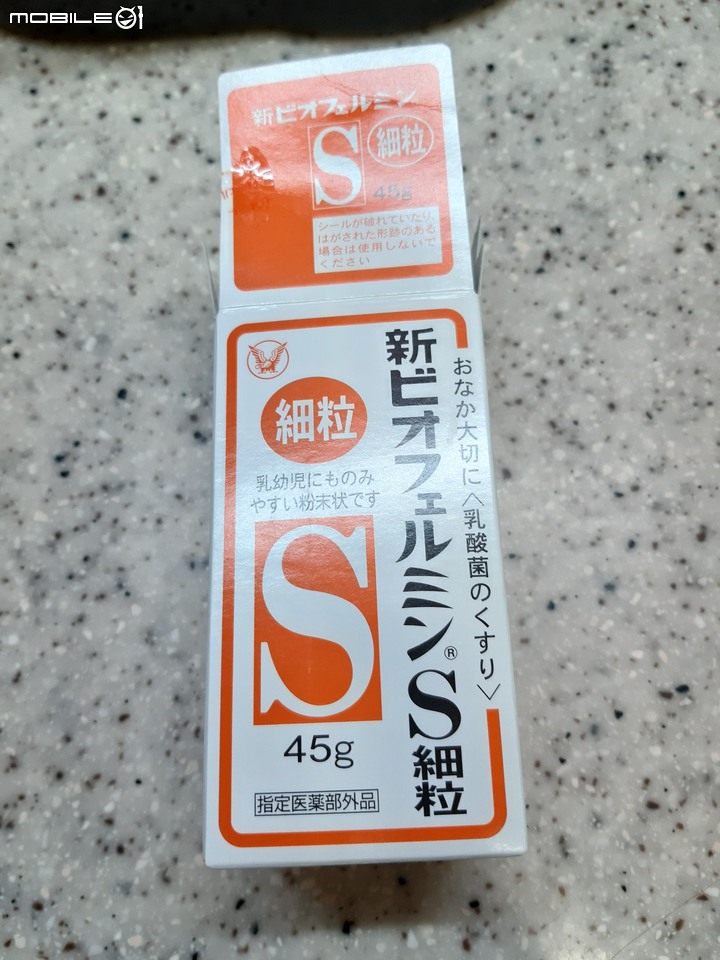 MOBILE01
新ビオフェルミン
S
細粒
45g
シールが破れていたり、
はがされた形跡のある
場合は使用しないで
ください
おなか大切に〈乳酸菌のくすり〉
新ビオフェルミン®S細粒
細粒
乳幼児にものみ
やすい粉末状です
S
45g
指定医薬部外品